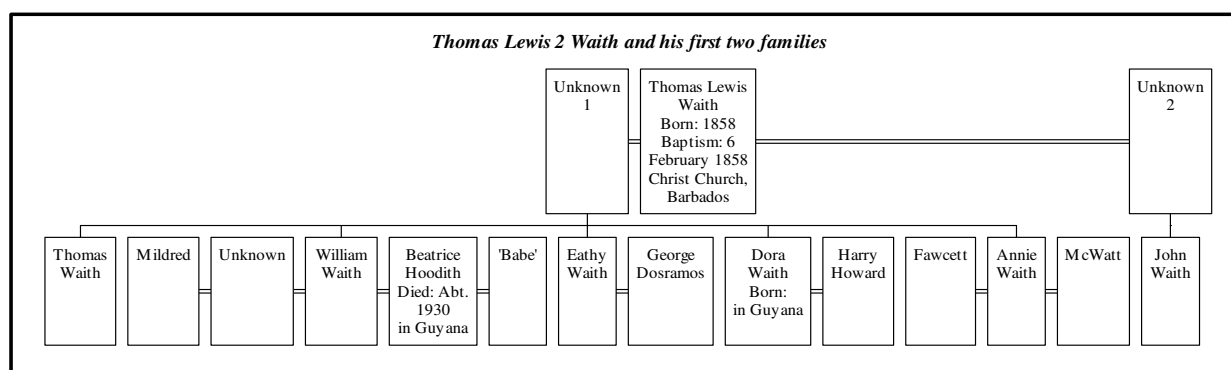 Thomas Lewis 2 Waith and his first two families
Unknown
1
Thomas Lewis
Waith
Born: 1858
Baptism: 6
February 1858
Christ Church,
Barbados
Unknown
2
Thomas
Waith
Mildred
Unknown
William
Waith
Beatrice
Hoodith
Died: Abt.
1930
in Guyana
'Babe'
Eathy
Waith
George
Dosramos
Dora
Waith
Born:
in Guyana
Harry
Howard
Fawcett
Annie
Waith
McWatt
John
Waith